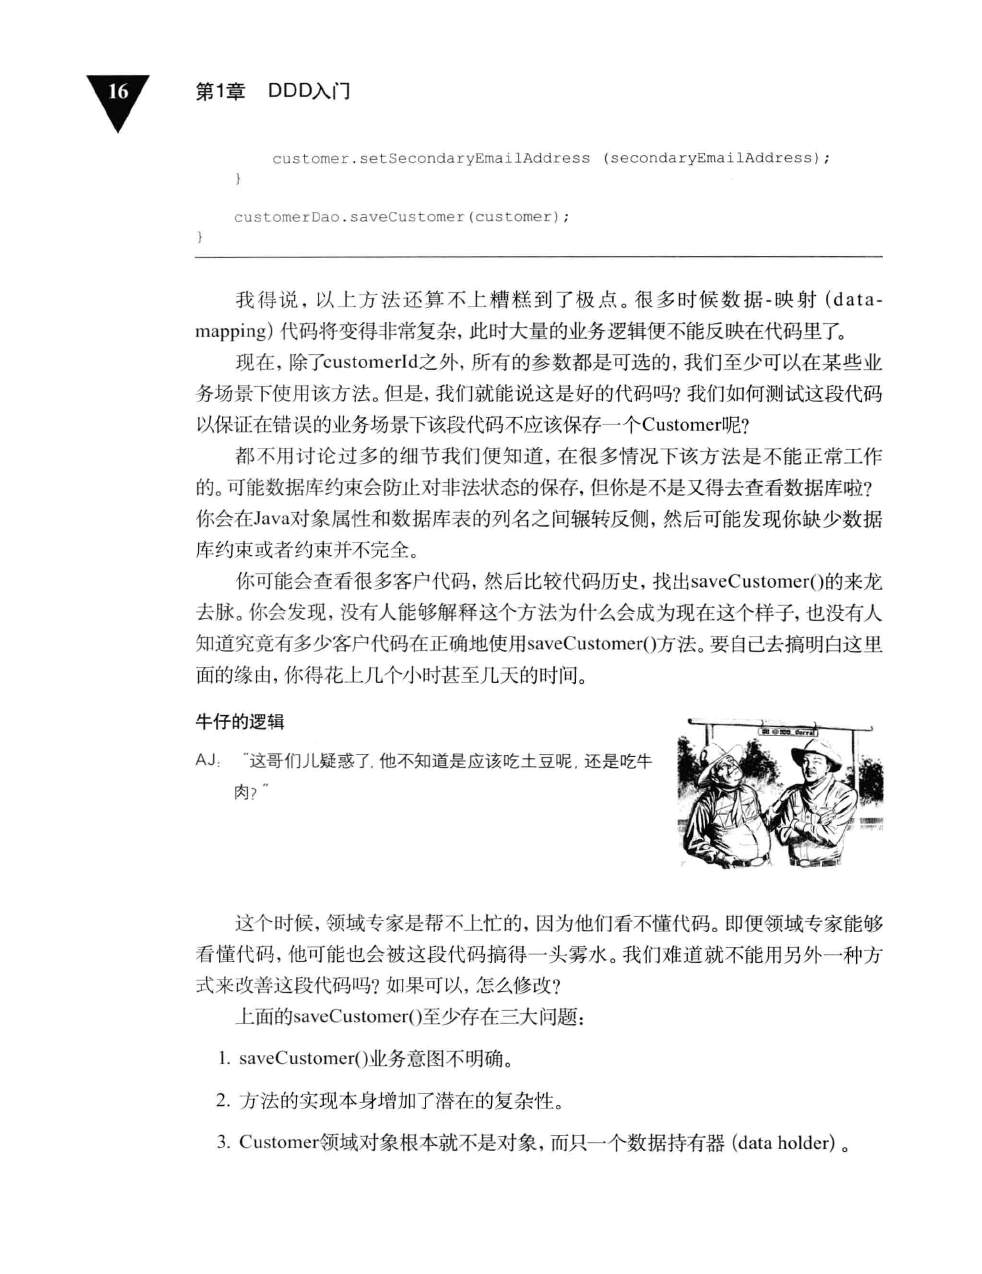 16
第1章 DDD入门
customer.setSecondaryEmailAddress (secondaryEmailAddress);
}
customerDao.saveCustomer(customer);
}
我得说，以上方法还算不上糟糕到了极点。很多时候数据-映射（data-
mapping）代码将变得非常复杂，此时大量的业务逻辑便不能反映在代码里了。
现在，除了customerId之外，所有的参数都是可选的，我们至少可以在某些业
务场景下使用该方法。但是，我们就能说这是好的代码吗？我们如何测试这段代码
以保证在错误的业务场景下该段代码不应该保存一个Customer呢？
都不用讨论过多的细节我们便知道，在很多情况下该方法是不能正常工作
的。可能数据库约束会防止对非法状态的保存，但你是不是又得去查看数据库啦？
你会在Java对象属性和数据库表的列名之间辗转反侧，然后可能发现你缺少数据
库约束或者约束并不完全。
你可能会查看很多客户代码，然后比较代码历史，找出saveCustomer()的来龙
去脉。你会发现，没有人能够解释这个方法为什么会成为现在这个样子，也没有人
知道究竟有多少客户代码在正确地使用saveCustomer()方法。要自己去搞明白这里
面的缘由，你得花上几个小时甚至几天的时间。
牛仔的逻辑
AJ：“这哥们儿疑惑了，他不知道是应该吃土豆呢，还是吃牛
肉？”
这个时候，领域专家是帮不上忙的，因为他们看不懂代码。即便领域专家能够
看懂代码，他可能也会被这段代码搞得一头雾水。我们难道就不能用另外一种方
式来改善这段代码吗？如果可以，怎么修改？
上面的saveCustomer()至少存在三大问题：
1. saveCustomer()业务意图不明确。
2. 方法的实现本身增加了潜在的复杂性。
3. Customer领域对象根本就不是对象，而只一个数据持有器（data holder）。